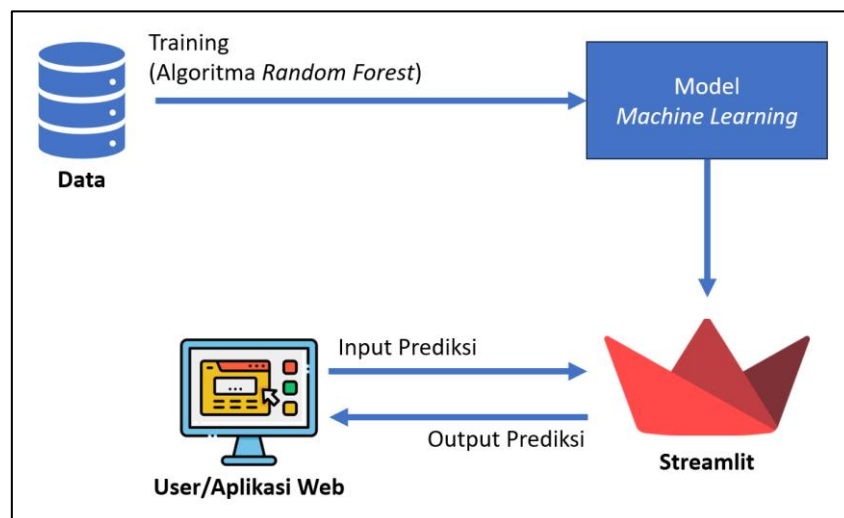 Training
(Algoritma Random Forest)
Model
Machine Learning
Data
Input Prediksi
Output Prediksi
Streamlit
User/Aplikasi Web